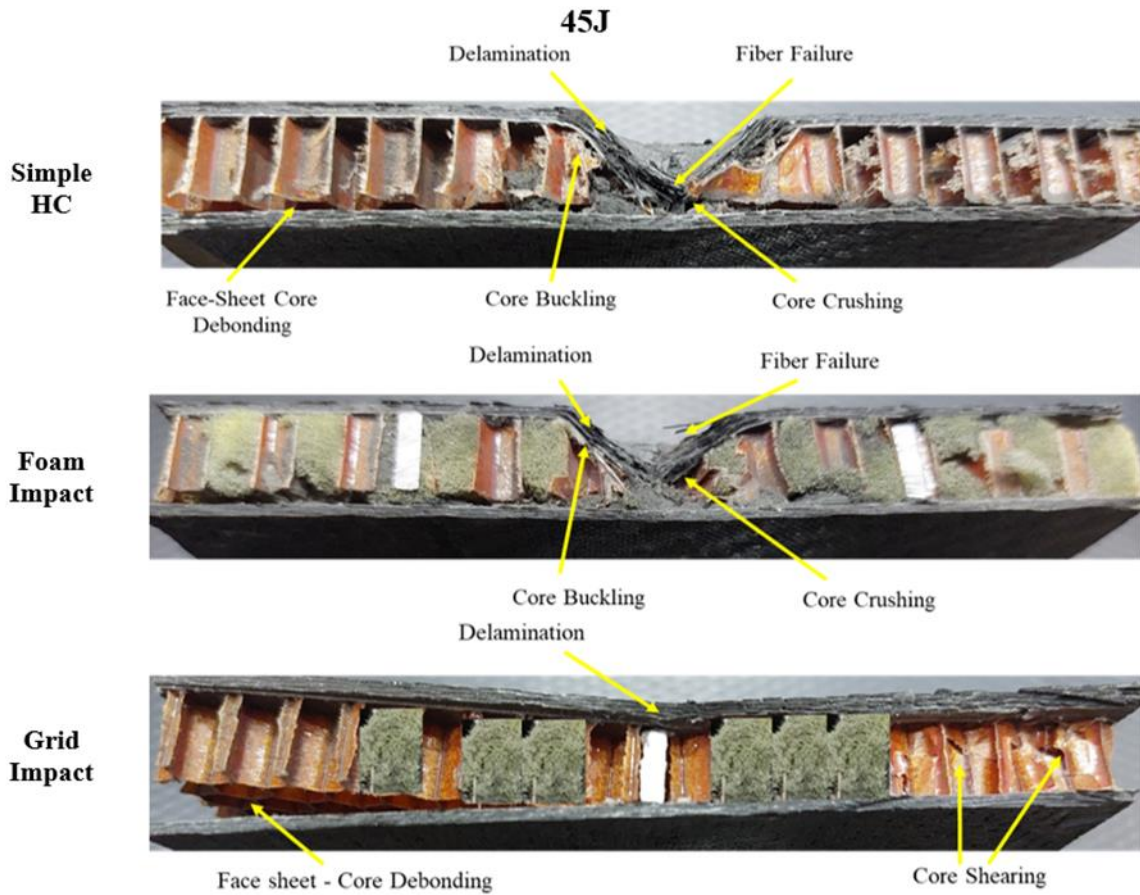 45J
Delamination
Fiber Failure
Simple
HC
Face-Sheet Core
Debonding
Core Buckling
Core Crushing
Delamination
Fiber Failure
Foam
Impact
Core Buckling
Core Crushing
Delamination
Grid
Impact
Face sheet - Core Debonding
Core Shearing